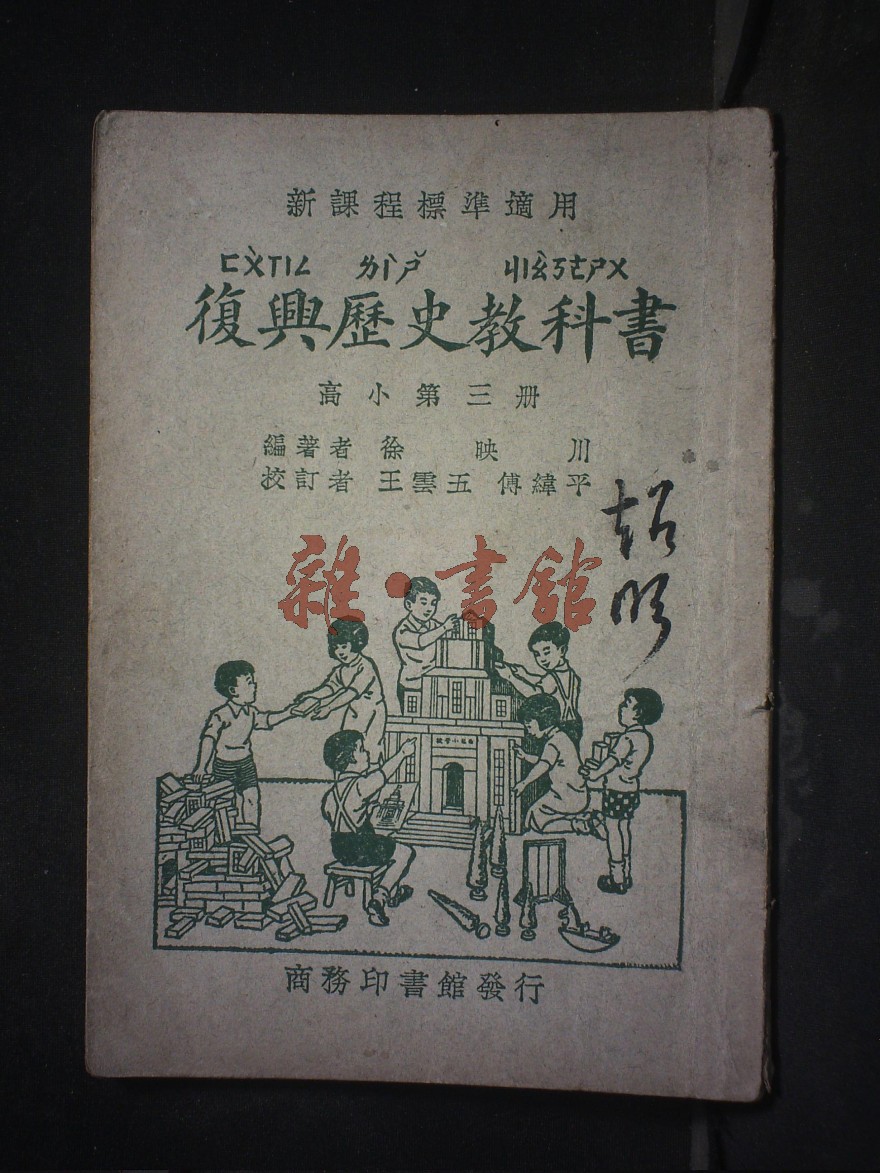 新課程標準適用
ㄈㄨˋㄒㄧㄥ ㄌㄧˋㄕˇ ㄐㄧㄠˋㄎㄜㄕㄨ
復興歷史教科書
高小第三册
編著者 徐映川
校訂者 王雲五 傅緯平
雜·書館
商務印書館發行